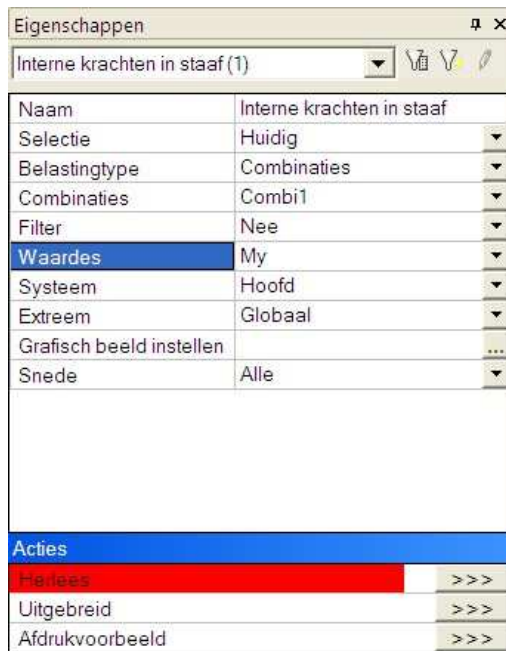 Eigenschappen
Interne krachten in staaf (1)
Naam Interne krachten in staaf
Selectie Huidig
Belastingtype Combinaties
Combinaties Combi1
Filter Nee
Waardes My
Systeem Hoofd
Extreem Globaal
Grafisch beeld instellen ...
Snede Alle
Acties
Herlees >>>
Uitgebreid >>>
Afdrukvoorbeeld >>>